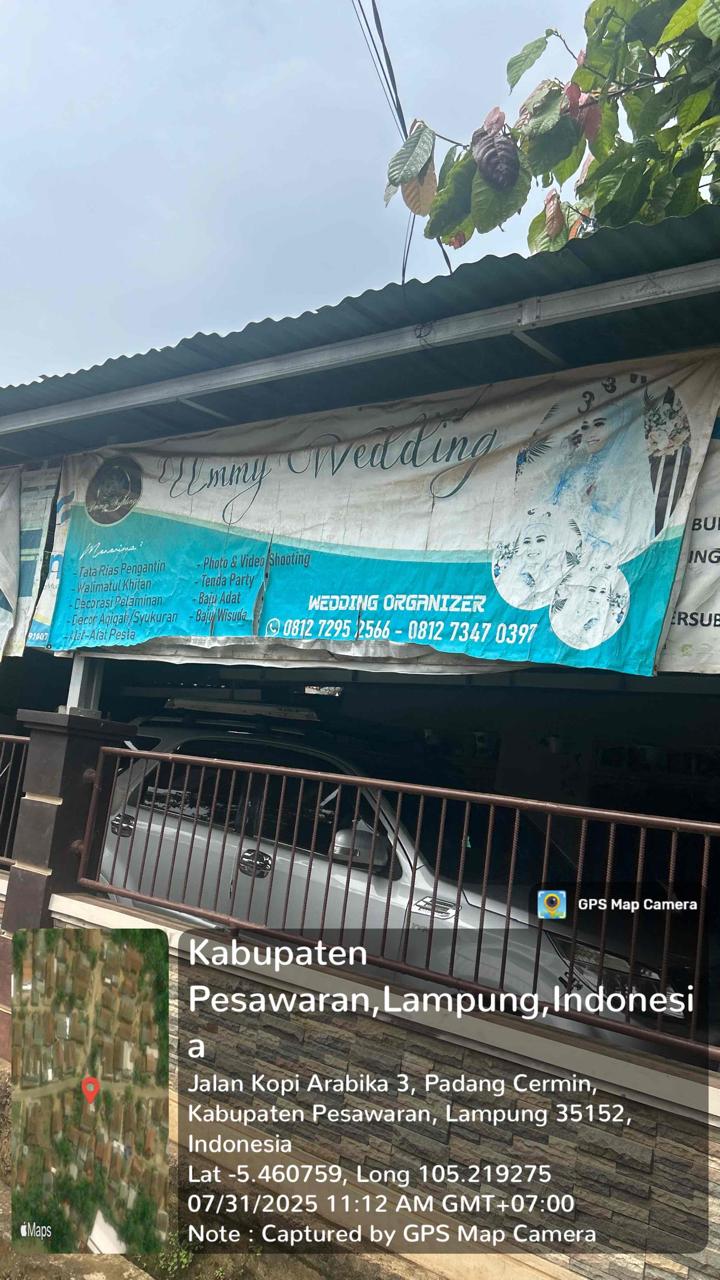 Ummy Wedding
Menerima :
- Tata Rias Pengantin
- Walimatul Khitan
- Decorasi Pelaminan
- Decor Aqiqah/Syukuran
- Alat-Alat Pesta
- Photo & Video Shooting
- Tenda Party
- Baju Adat
- Baju Wisuda
WEDDING ORGANIZER
0812 7295 2566 - 0812 7347 0397
GPS Map Camera
Kabupaten
Pesawaran,Lampung,Indonesi
a
Jalan Kopi Arabika 3, Padang Cermin,
Kabupaten Pesawaran, Lampung 35152,
Indonesia
Lat -5.460759, Long 105.219275
07/31/2025 11:12 AM GMT+07:00
Note : Captured by GPS Map Camera
Maps